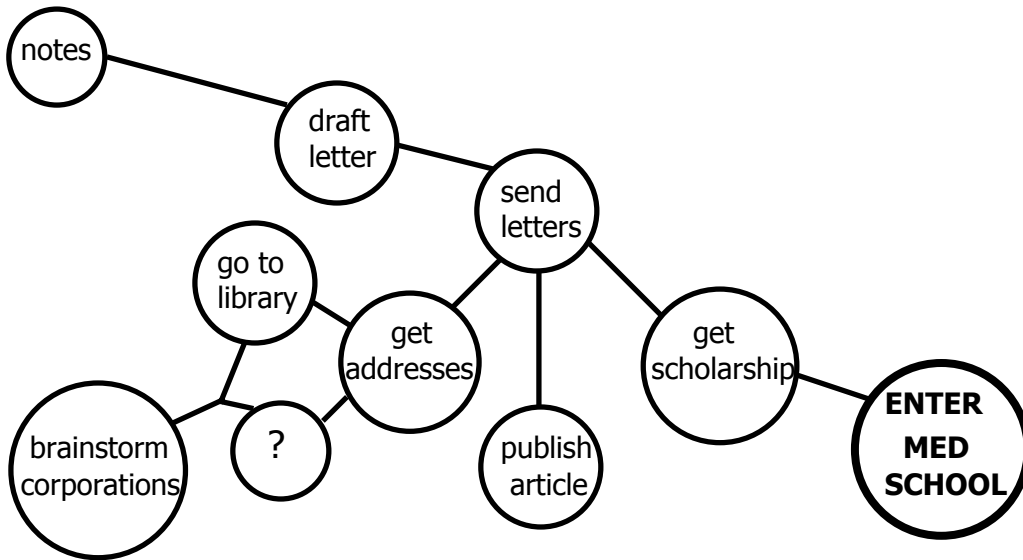 notes
draft
letter
send
letters
go to
library
get
addresses
get
scholarship
ENTER
MED
SCHOOL
brainstorm
corporations
?
publish
article